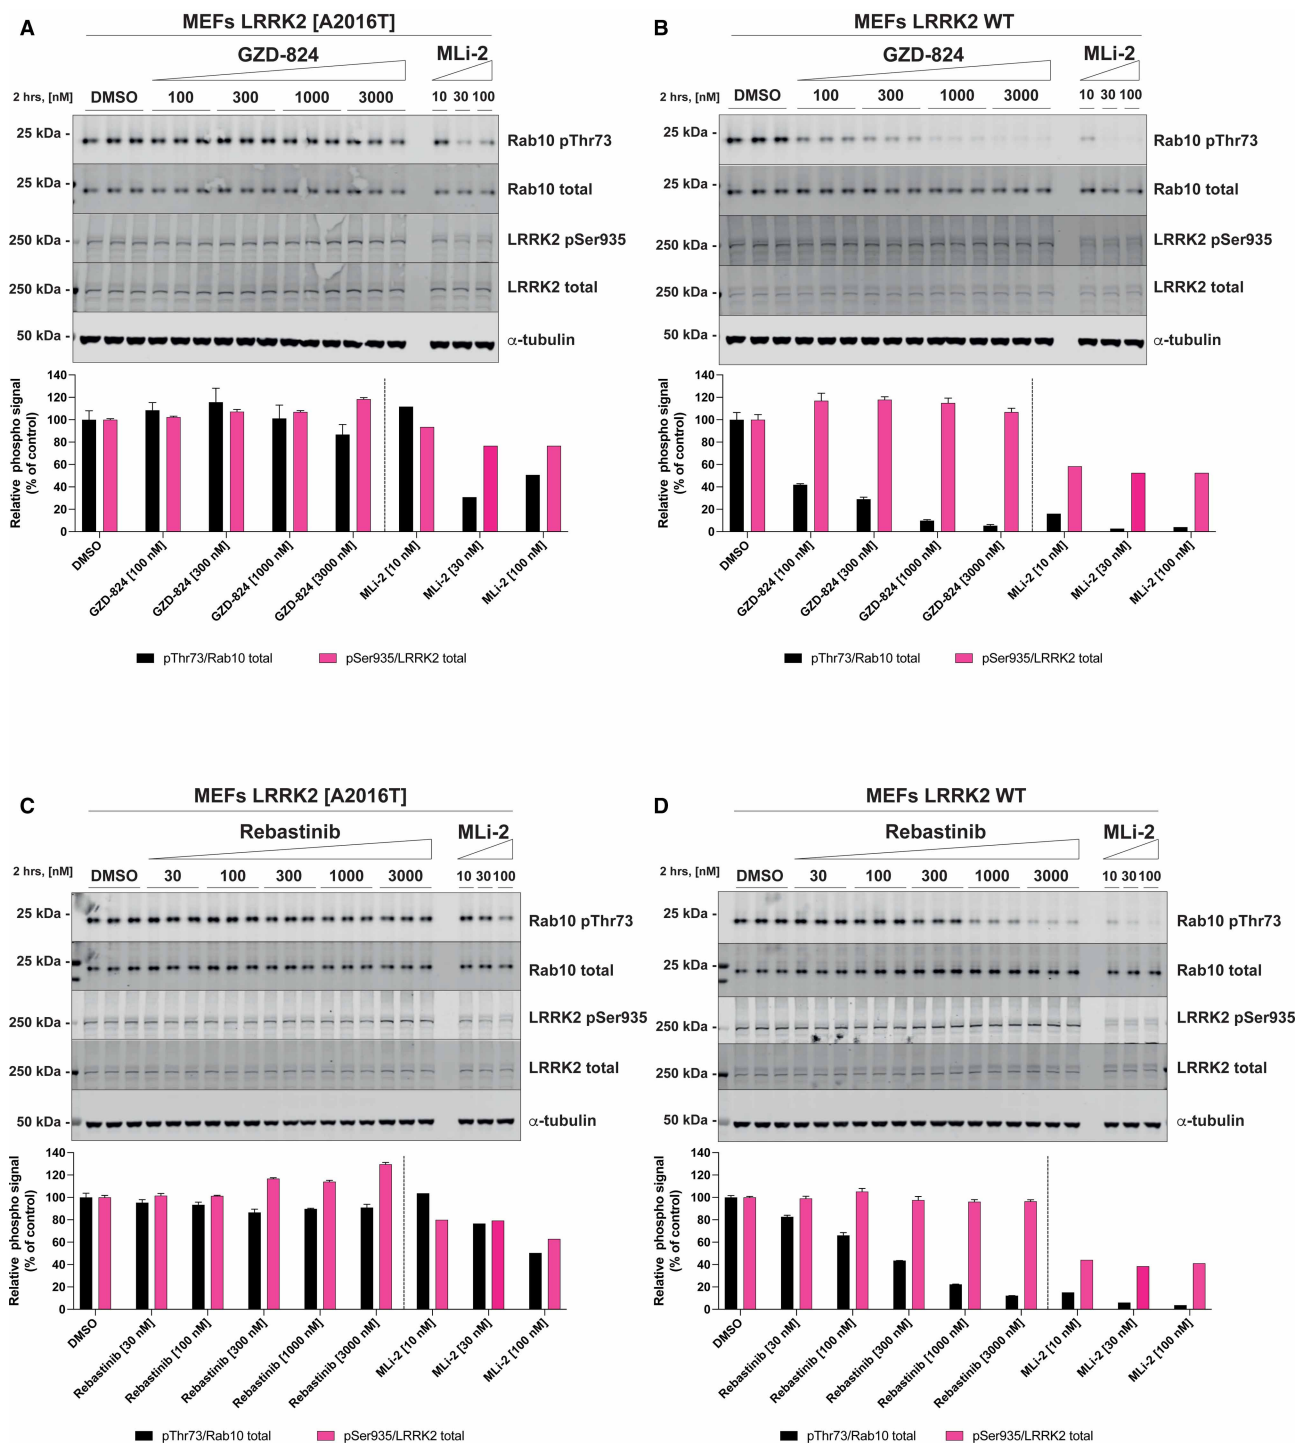 A
MEFs LRRK2 [A2016T]
GZD-824 MLi-2
2 hrs, [nM] DMSO 100 300 1000 3000 10 30 100
25 kDa - Rab10 pThr73
25 kDa - Rab10 total
250 kDa - LRRK2 pSer935
250 kDa - LRRK2 total
50 kDa - α-tubulin
Relative phospho signal
(% of control)
140
120
100
80
60
40
20
0
DMSO
GZD-824 [100 nM]
GZD-824 [300 nM]
GZD-824 [1000 nM]
GZD-824 [3000 nM]
MLi-2 [10 nM]
MLi-2 [30 nM]
MLi-2 [100 nM]
pThr73/Rab10 total pSer935/LRRK2 total
B
MEFs LRRK2 WT
GZD-824 MLi-2
2 hrs, [nM] DMSO 100 300 1000 3000 10 30 100
25 kDa - Rab10 pThr73
25 kDa - Rab10 total
250 kDa - LRRK2 pSer935
250 kDa - LRRK2 total
50 kDa - α-tubulin
Relative phospho signal
(% of control)
140
120
100
80
60
40
20
0
DMSO
GZD-824 [100 nM]
GZD-824 [300 nM]
GZD-824 [1000 nM]
GZD-824 [3000 nM]
MLi-2 [10 nM]
MLi-2 [30 nM]
MLi-2 [100 nM]
pThr73/Rab10 total pSer935/LRRK2 total
C
MEFs LRRK2 [A2016T]
Rebastinib MLi-2
2 hrs, [nM] DMSO 30 100 300 1000 3000 10 30 100
25 kDa - Rab10 pThr73
25 kDa - Rab10 total
250 kDa - LRRK2 pSer935
250 kDa - LRRK2 total
50 kDa - α-tubulin
Relative phospho signal
(% of control)
140
120
100
80
60
40
20
0
DMSO
Rebastinib [30 nM]
Rebastinib [100 nM]
Rebastinib [300 nM]
Rebastinib [1000 nM]
Rebastinib [3000 nM]
MLi-2 [10 nM]
MLi-2 [30 nM]
MLi-2 [100 nM]
pThr73/Rab10 total pSer935/LRRK2 total
D
MEFs LRRK2 WT
Rebastinib MLi-2
2 hrs, [nM] DMSO 30 100 300 1000 3000 10 30 100
25 kDa - Rab10 pThr73
25 kDa - Rab10 total
250 kDa - LRRK2 pSer935
250 kDa - LRRK2 total
50 kDa - α-tubulin
Relative phospho signal
(% of control)
140
120
100
80
60
40
20
0
DMSO
Rebastinib [30 nM]
Rebastinib [100 nM]
Rebastinib [300 nM]
Rebastinib [1000 nM]
Rebastinib [3000 nM]
MLi-2 [10 nM]
MLi-2 [30 nM]
MLi-2 [100 nM]
pThr73/Rab10 total pSer935/LRRK2 total